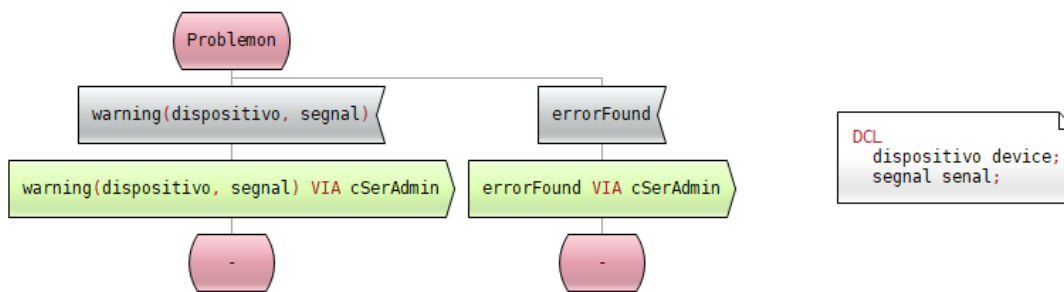 Problemon
warning(dispositivo, segnal)
errorFound
warning(dispositivo, segnal) VIA cSerAdmin
errorFound VIA cSerAdmin
-
-
DCL
dispositivo device;
segnal senal;